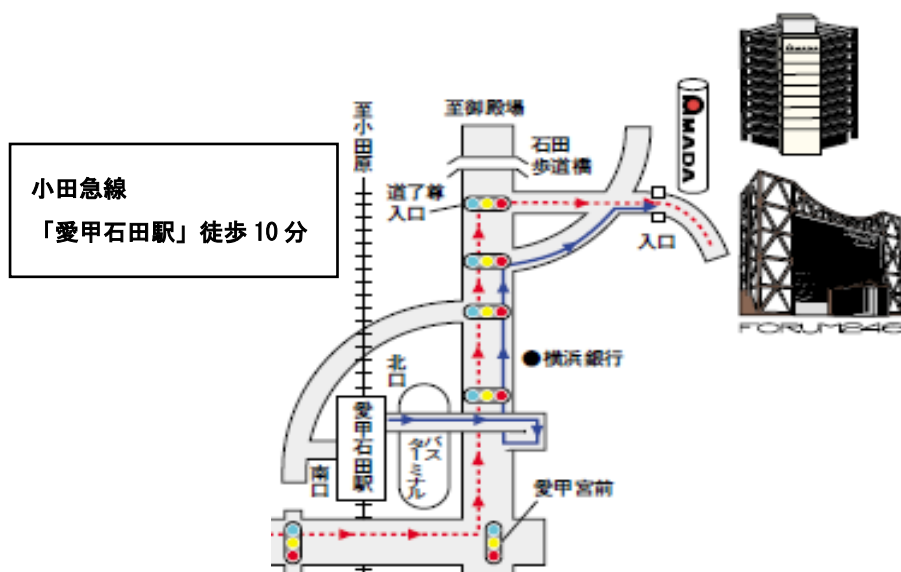 小田急線
「愛甲石田駅」徒歩 10 分
至小田原
至御殿場
石田
歩道橋
道了尊
入口
AMADA
入口
AMADA
FORUM246
横浜銀行
北口
愛甲石田駅
バス
ターミナル
南口
愛甲宮前